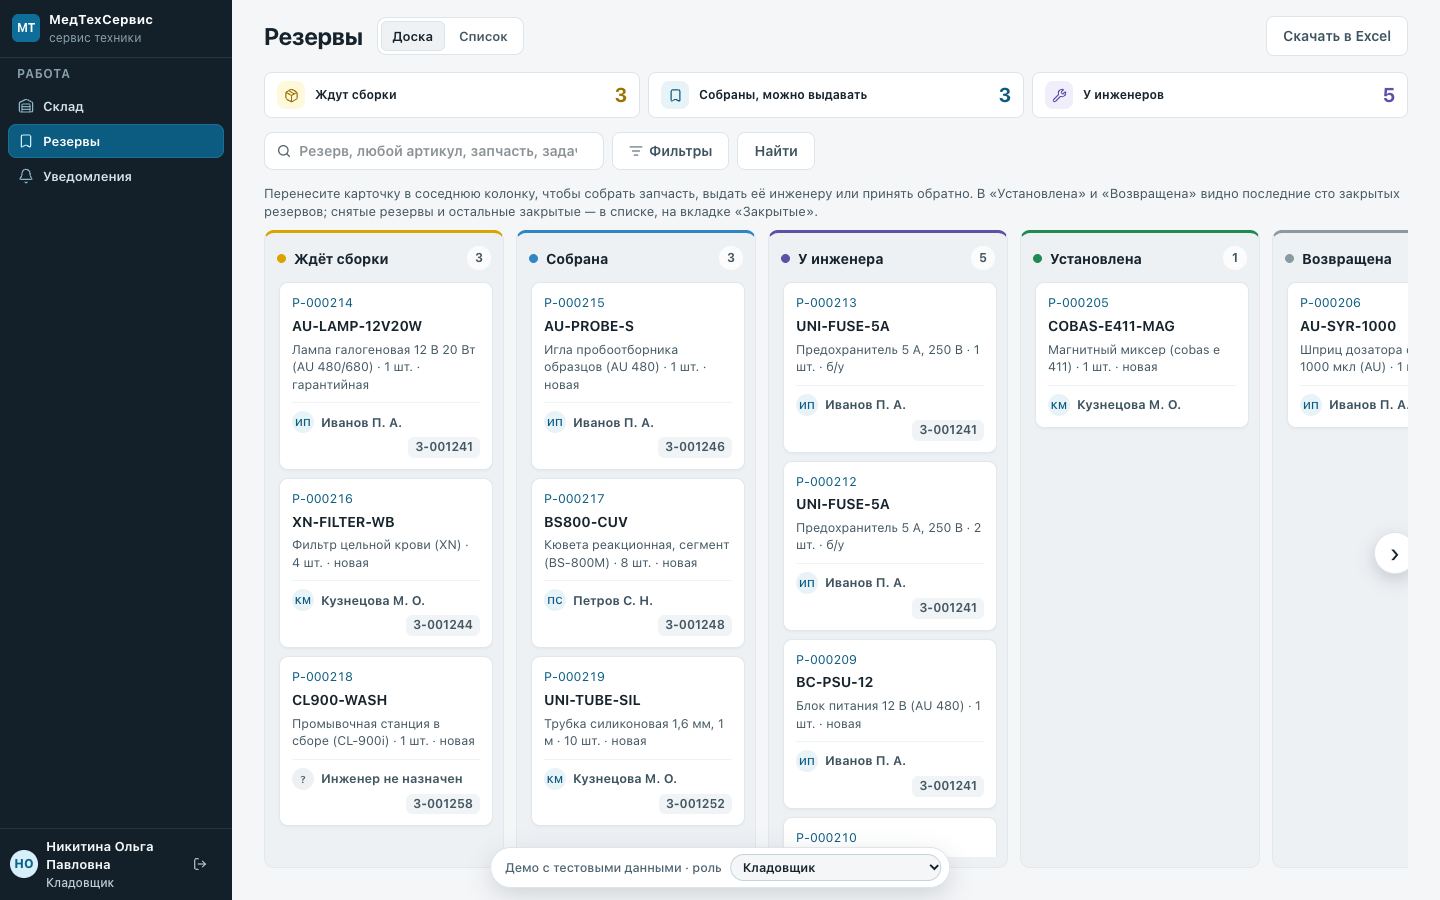 МТ
МедТехСервис
сервис техники
РАБОТА
Склад
Резервы
Уведомления
НО
Никитина Ольга
Павловна
Кладовщик
Резервы
Доска
Список
Скачать в Excel
Ждут сборки
3
Собраны, можно выдавать
3
У инженеров
5
Резерв, любой артикул, запчасть, зада
Фильтры
Найти
Перенесите карточку в соседнюю колонку, чтобы собрать запчасть, выдать её инженеру или принять обратно. В «Установлена» и «Возвращена» видно последние сто закрытых
резервов; снятые резервы и остальные закрытые — в списке, на вкладке «Закрытые».
Ждёт сборки
3
Р-000214
AU-LAMP-12V20W
Лампа галогеновая 12 В 20 Вт
(AU 480/680) · 1 шт. ·
гарантийная
ИП
Иванов П. А.
З-001241
Р-000216
XN-FILTER-WB
Фильтр цельной крови (XN) ·
4 шт. · новая
КМ
Кузнецова М. О.
З-001244
Р-000218
CL900-WASH
Промывочная станция в
сборе (CL-900i) · 1 шт. · новая
?
Инженер не назначен
З-001258
Собрана
3
Р-000215
AU-PROBE-S
Игла пробоотборника
образцов (AU 480) · 1 шт. ·
новая
ИП
Иванов П. А.
З-001246
Р-000217
BS800-CUV
Кювета реакционная, сегмент
(BS-800M) · 8 шт. · новая
ПС
Петров С. Н.
З-001248
Р-000219
UNI-TUBE-SIL
Трубка силиконовая 1,6 мм, 1
м · 10 шт. · новая
КМ
Кузнецова М. О.
З-001252
У инженера
5
Р-000213
UNI-FUSE-5A
Предохранитель 5 А, 250 В · 1
шт. · б/у
ИП
Иванов П. А.
З-001241
Р-000212
UNI-FUSE-5A
Предохранитель 5 А, 250 В · 2
шт. · б/у
ИП
Иванов П. А.
З-001241
Р-000209
BC-PSU-12
Блок питания 12 В (AU 480) · 1
шт. · новая
ИП
Иванов П. А.
З-001241
Р-000210
Установлена
1
Р-000205
COBAS-E411-MAG
Магнитный миксер (cobas e
411) · 1 шт. · новая
КМ
Кузнецова М. О.
Возвращена
Р-000206
AU-SYR-1000
Шприц дозатора
1000 мкл (AU) · 1
ИП
Иванов П. А.
Демо с тестовыми данными · роль
Кладовщик